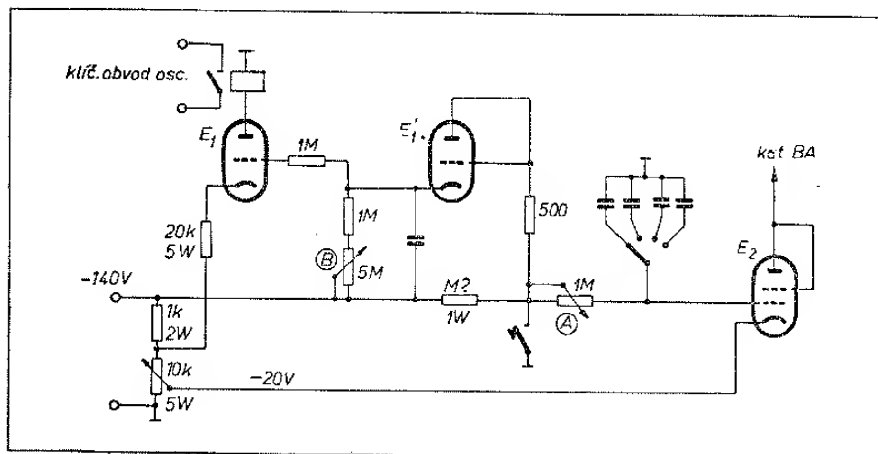 klíč. obvod osc.
E1
1M
E1'
kat BA
1M
500
E2
20k
5W
B
5M
-140V
M2
1W
1M
A
1k
2W
10k
5W
-20V